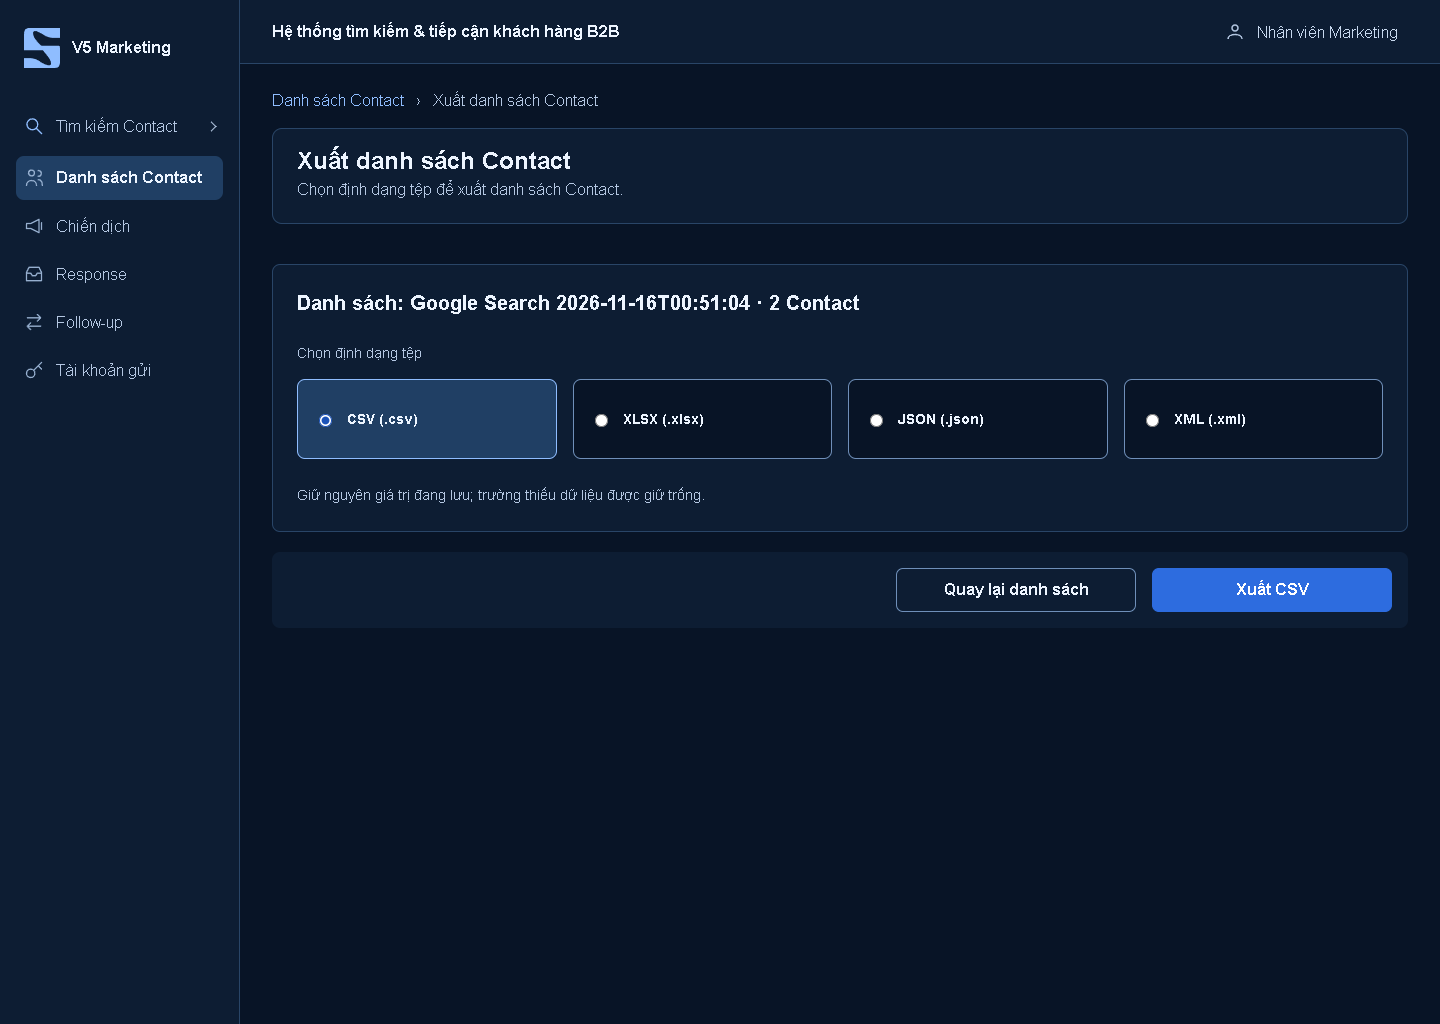 V5 Marketing
Hệ thống tìm kiếm & tiếp cận khách hàng B2B
Nhân viên Marketing
Tìm kiếm Contact
Danh sách Contact
Chiến dịch
Response
Follow-up
Tài khoản gửi
Danh sách Contact › Xuất danh sách Contact
Xuất danh sách Contact
Chọn định dạng tệp để xuất danh sách Contact.
Danh sách: Google Search 2026-11-16T00:51:04 · 2 Contact
Chọn định dạng tệp
CSV (.csv)
XLSX (.xlsx)
JSON (.json)
XML (.xml)
Giữ nguyên giá trị đang lưu; trường thiếu dữ liệu được giữ trống.
Quay lại danh sách
Xuất CSV